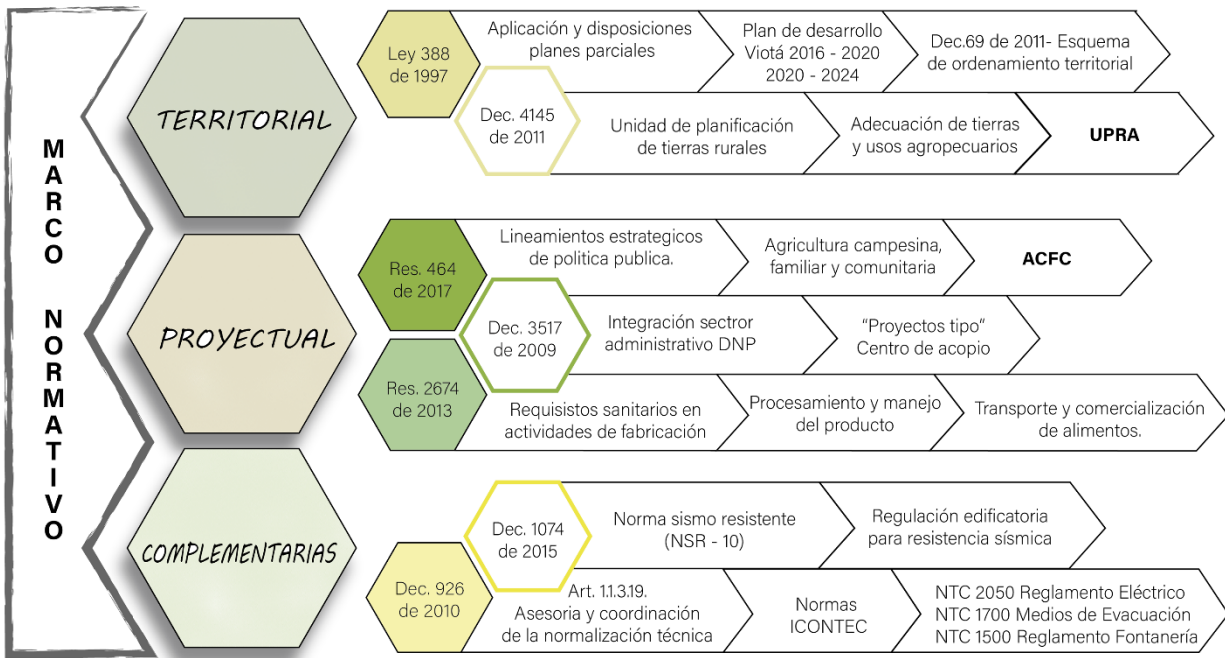 MARCO NORMATIVO
TERRITORIAL
Ley 388
de 1997
Aplicación y disposiciones
planes parciales
Plan de desarrollo
Viotá 2016 - 2020
2020 - 2024
Dec.69 de 2011- Esquema
de ordenamiento territorial
Dec. 4145
de 2011
Unidad de planificación
de tierras rurales
Adecuación de tierras
y usos agropecuarios
UPRA
PROYECTUAL
Res. 464
de 2017
Lineamientos estrategicos
de politica publica.
Agricultura campesina,
familiar y comunitaria
ACFC
Dec. 3517
de 2009
Integración sectror
administrativo DNP
"Proyectos tipo"
Centro de acopio
Res. 2674
de 2013
Requisistos sanitarios en
actividades de fabricación
Procesamiento y manejo
del producto
Transporte y comercialización
de alimentos.
COMPLEMENTARIAS
Dec. 1074
de 2015
Norma sismo resistente
(NSR - 10)
Regulación edificatoria
para resistencia sísmica
Dec. 926
de 2010
Art. 1.1.3.19.
Asesoria y coordinación
de la normalización técnica
Normas
ICONTEC
NTC 2050 Reglamento Eléctrico
NTC 1700 Medios de Evacuación
NTC 1500 Reglamento Fontanería